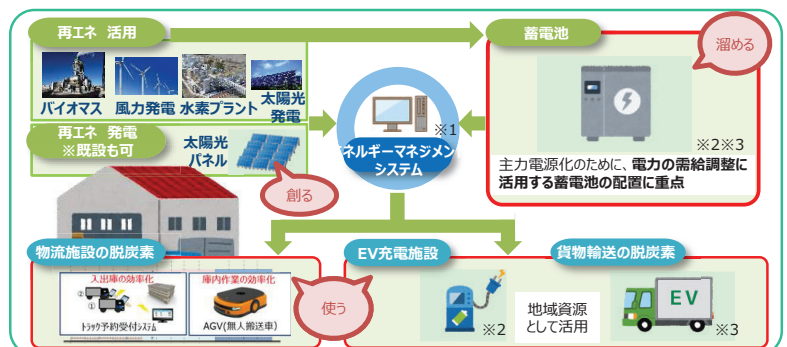 再エネ 活用
バイオマス
風力発電
水素プラント
太陽光
発電
再エネ 発電
※既設も可
太陽光
パネル
創る
※1
エネルギーマネジメント
システム
蓄電池
溜める
※2※3
主力電源化のために、電力の需給調整に
活用する蓄電池の配置に重点
物流施設の脱炭素
入出庫の効率化
②
①
トラック予約受付システム
庫内作業の効率化
AGV(無人搬送車)
使う
EV充電施設
※2
地域資源
として活用
貨物輸送の脱炭素
EV
※3